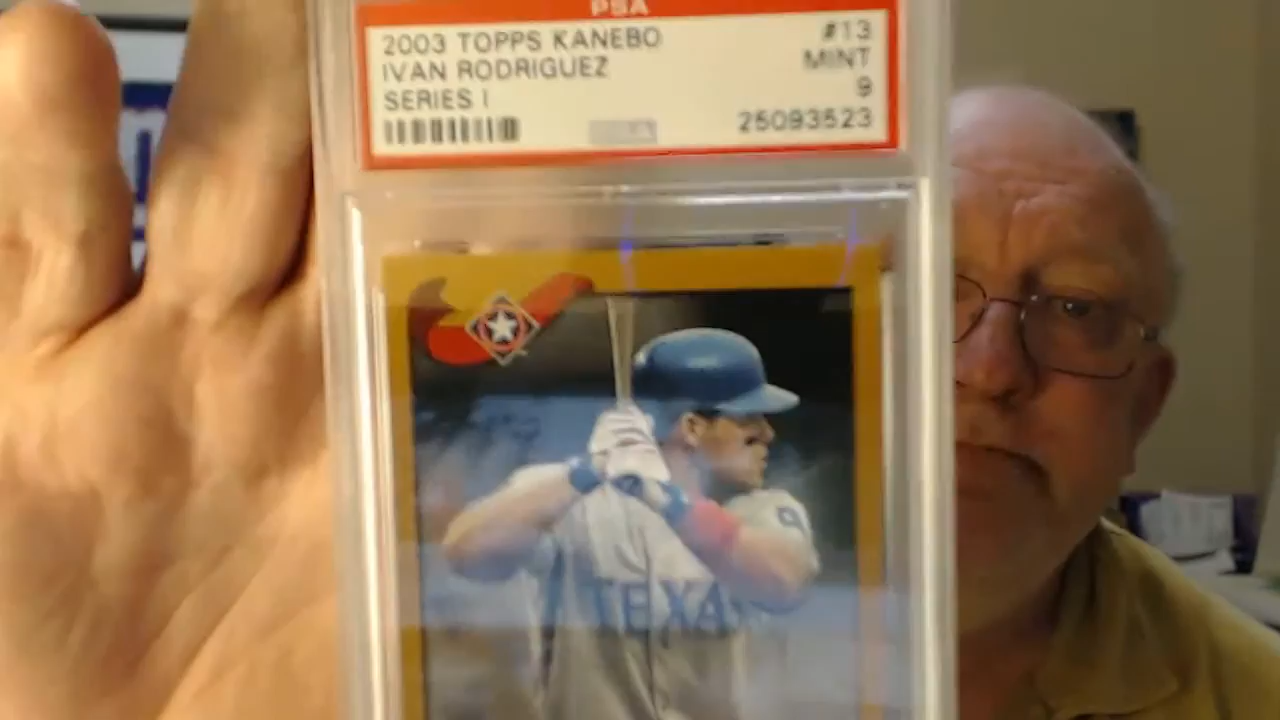 PSA
2003 TOPPS KANEBO #13
IVAN RODRIGUEZ MINT
SERIES I 9
25093523
TEXAS